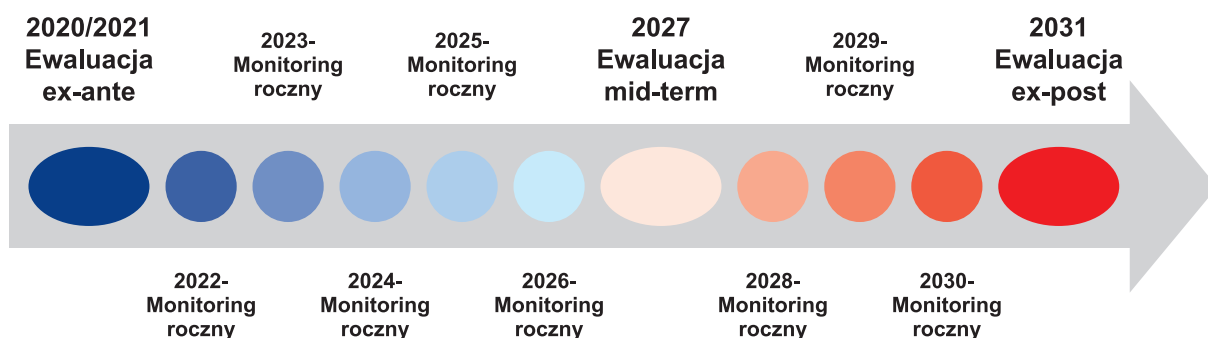 2020/2021
Ewaluacja
ex-ante
2023-
Monitoring
roczny
2025-
Monitoring
roczny
2027
Ewaluacja
mid-term
2029-
Monitoring
roczny
2031
Ewaluacja
ex-post
2022-
Monitoring
roczny
2024-
Monitoring
roczny
2026-
Monitoring
roczny
2028-
Monitoring
roczny
2030-
Monitoring
roczny